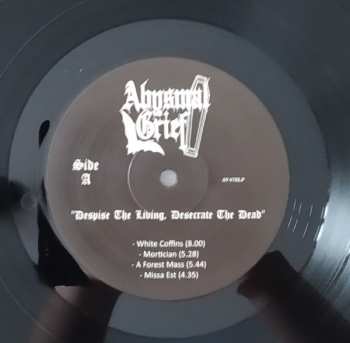 Abysmal
Grief
Side
A
"Despise The Living, Desecrate The Dead"
- White Coffins (8.00)
- Mortician (5.28)
- A Forest Mass (5.44)
- Missa Est (4.35)